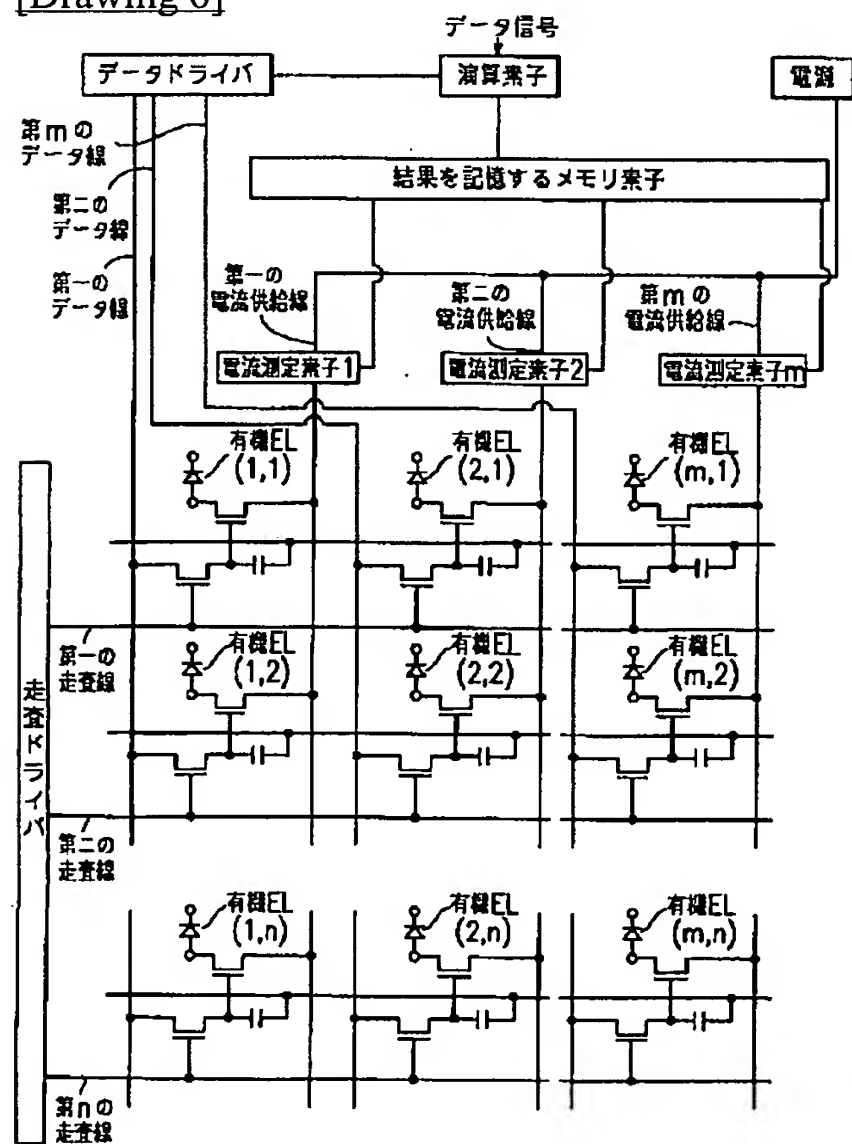 [Drawing 6]
データ信号
データドライバ
演算素子
電源
第mの
データ線
第二の
データ線
第一の
データ線
結果を記憶するメモリ素子
第一の
電流供給線
第二の
電流供給線
第mの
電流供給線
電流測定素子1
電流測定素子2
電流測定素子m
有機EL
(1,1)
有機EL
(2,1)
有機EL
(m,1)
第一の
走査線
有機EL
(1,2)
有機EL
(2,2)
有機EL
(m,2)
走査ドライバ
第二の
走査線
有機EL
(1,n)
有機EL
(2,n)
有機EL
(m,n)
第nの
走査線